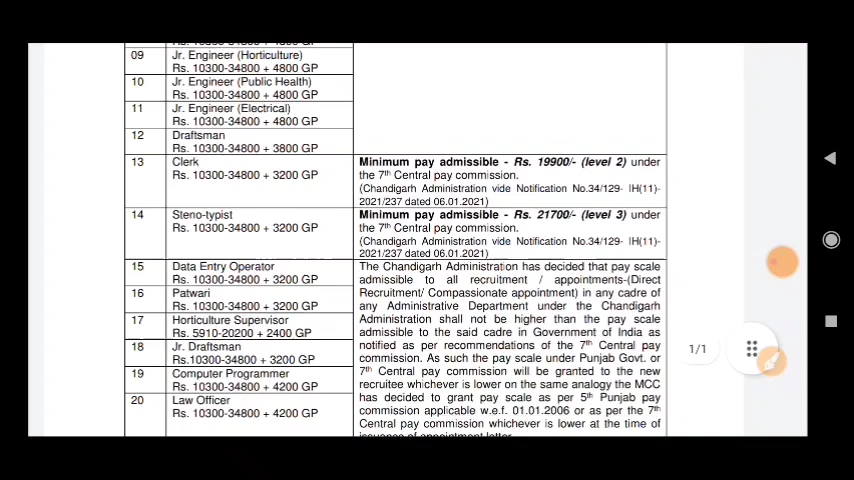 09
Jr. Engineer (Horticulture)
Rs. 10300-34800 + 4800 GP
10
Jr. Engineer (Public Health)
Rs. 10300-34800 + 4800 GP
11
Jr. Engineer (Electrical)
Rs. 10300-34800 + 4800 GP
12
Draftsman
Rs. 10300-34800 + 3800 GP
13
Clerk
Rs. 10300-34800 + 3200 GP
Minimum pay admissible - Rs. 19900/- (level 2) under
the 7th Central pay commission.
(Chandigarh Administration vide Notification No.34/129- IH(11)-
2021/237 dated 06.01.2021)
14
Steno-typist
Rs. 10300-34800 + 3200 GP
Minimum pay admissible - Rs. 21700/- (level 3) under
the 7th Central pay commission.
(Chandigarh Administration vide Notification No.34/129- IH(11)-
2021/237 dated 06.01.2021)
15
Data Entry Operator
Rs. 10300-34800 + 3200 GP
16
Patwari
Rs. 10300-34800 + 3200 GP
17
Horticulture Supervisor
Rs. 5910-20200 + 2400 GP
18
Jr. Draftsman
Rs.10300-34800 + 3200 GP
19
Computer Programmer
Rs. 10300-34800 + 4200 GP
20
Law Officer
Rs. 10300-34800 + 4200 GP
The Chandigarh Administration has decided that pay scale
admissible to all recruitment / appointments-(Direct
Recruitment/ Compassionate appointment) in any cadre of
any Administrative Department under the Chandigarh
Administration shall not be higher than the pay scale
admissible to the said cadre in Government of India as
notified as per recommendations of the 7th Central pay
commission. As such the pay scale under Punjab Govt. or
7th Central pay commission will be granted to the new
recruitee whichever is lower on the same analogy the MCC
has decided to grant pay scale as per 5th Punjab pay
commission applicable w.e.f. 01.01.2006 or as per the 7th
Central pay commission whichever is lower at the time of
1/1